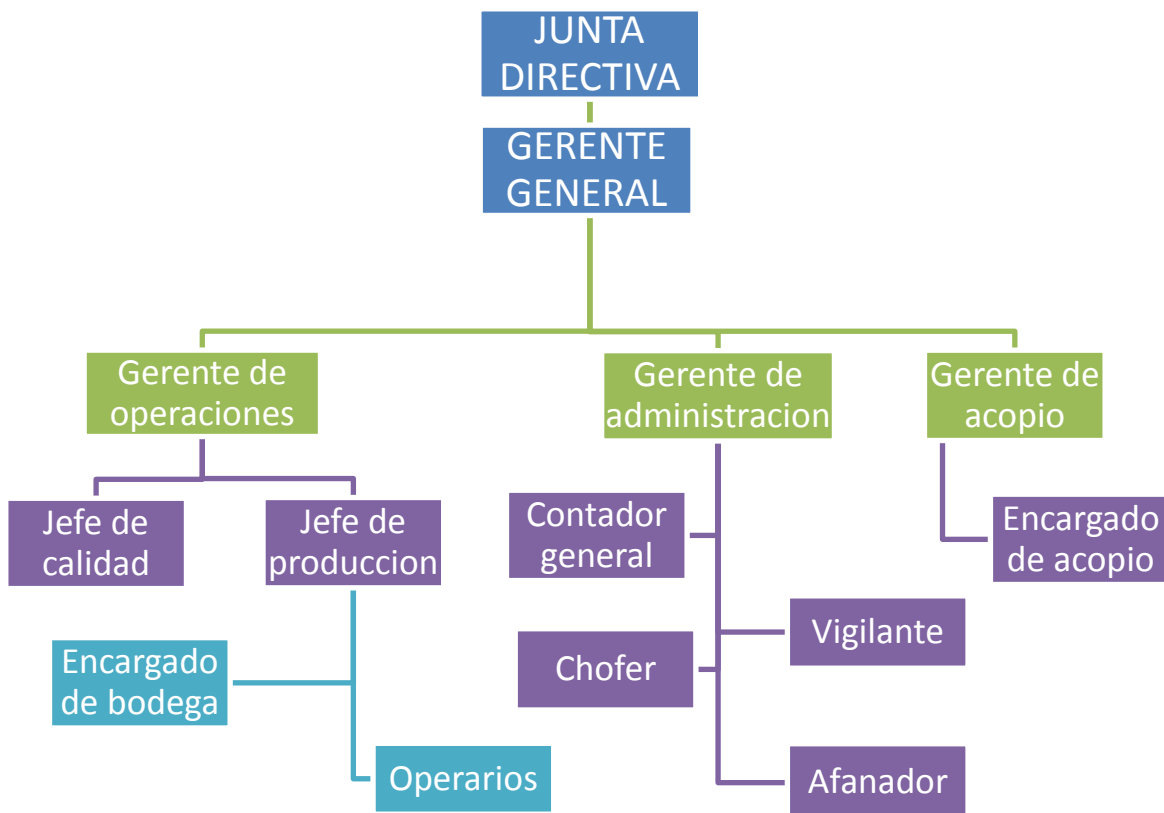 JUNTA
DIRECTIVA
GERENTE
GENERAL
Gerente de
operaciones
Gerente de
administracion
Gerente de
acopio
Jefe de
calidad
Jefe de
produccion
Contador
general
Encargado
de acopio
Encargado
de bodega
Chofer
Vigilante
Operarios
Afanador